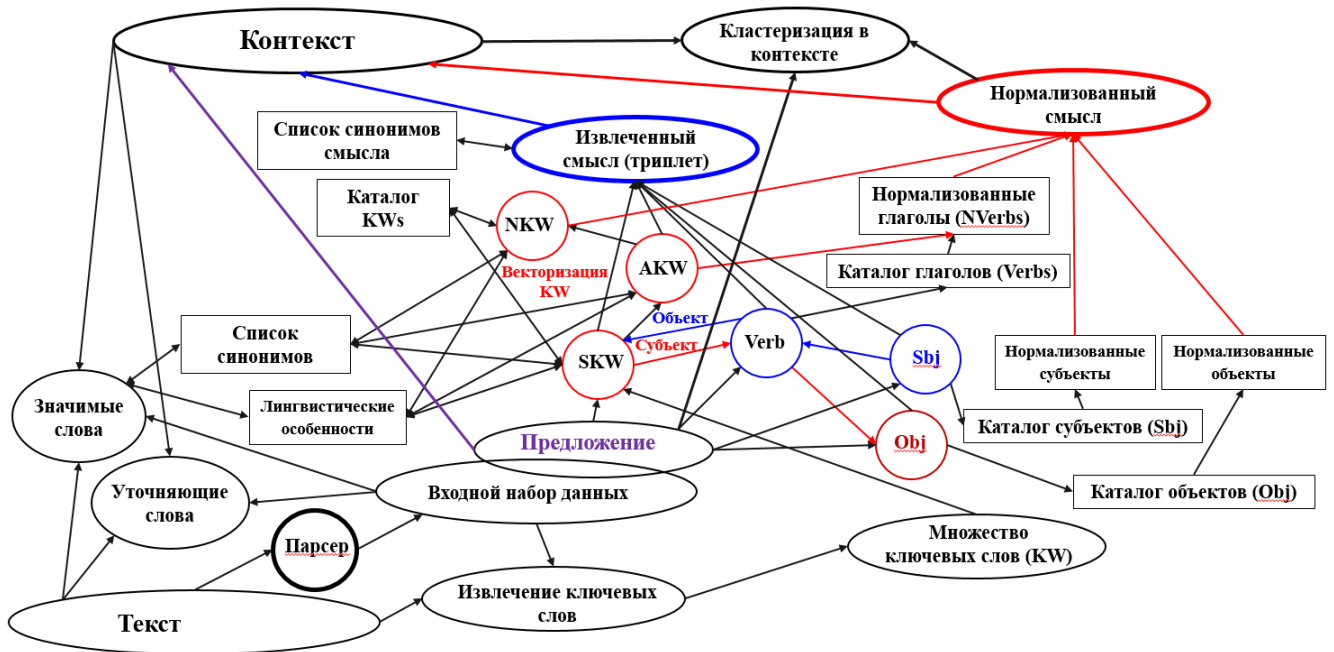 Контекст
Кластеризация в
контексте
Нормализованный
смысл
Список синонимов
смысла
Извлеченный
смысл (триплет)
Каталог
KWs
NKW
Нормализованные
глаголы (NVerbs)
AKW
Векторизация
KW
Каталог глаголов (Verbs)
Объект
Субъект
Список
синонимов
SKW
Verb
Sbj
Нормализованные
субъекты
Нормализованные
объекты
Значимые
слова
Лингвистические
особенности
Предложение
Obj
Каталог субъектов (Sbj)
Уточняющие
слова
Входной набор данных
Каталог объектов (Obj)
Парсер
Множество
ключевых слов (KW)
Извлечение ключевых
слов
Текст